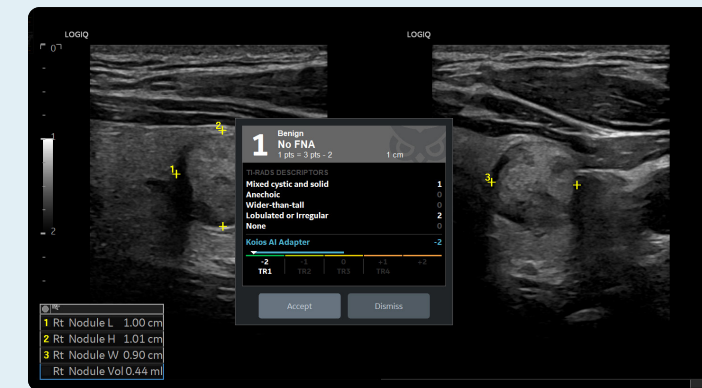 LOGIQ
LOGIQ
0
1
2
1
2
3
1
Benign
No FNA
1 pts = 3 pts - 2
1 cm
TI-RADS DESCRIPTORS
Mixed cystic and solid 1
Anechoic 0
Wider-than-tall 0
Lobulated or Irregular 2
None 0
Koios AI Adapter -2
-2 -1 0 +1 +2
TR1 TR2 TR3 TR4
Accept Dismiss
1 Rt Nodule L 1.00 cm
2 Rt Nodule H 1.01 cm
3 Rt Nodule W 0.90 cm
Rt Nodule Vol 0.44 ml